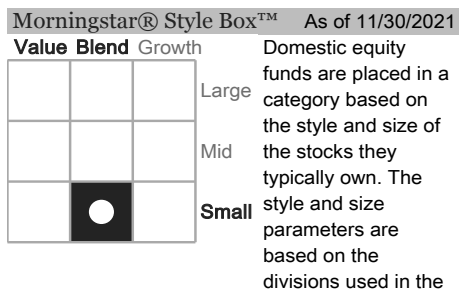 Morningstar® Style Box™ As of 11/30/2021
Value Blend Growth
Large
Mid
Small
Domestic equity
funds are placed in a
category based on
the style and size of
the stocks they
typically own. The
style and size
parameters are
based on the
divisions used in the